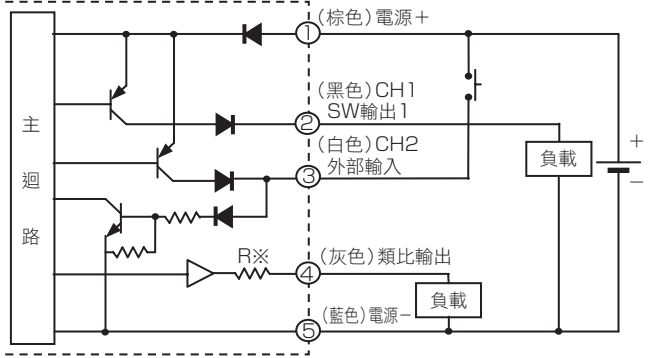 (棕色)電源+
①
(黑色)CH1
SW輸出1
②
(白色)CH2
外部輸入
③
主迴路
負載
+
−
R※
(灰色)類比輸出
④
負載
(藍色)電源−
⑤